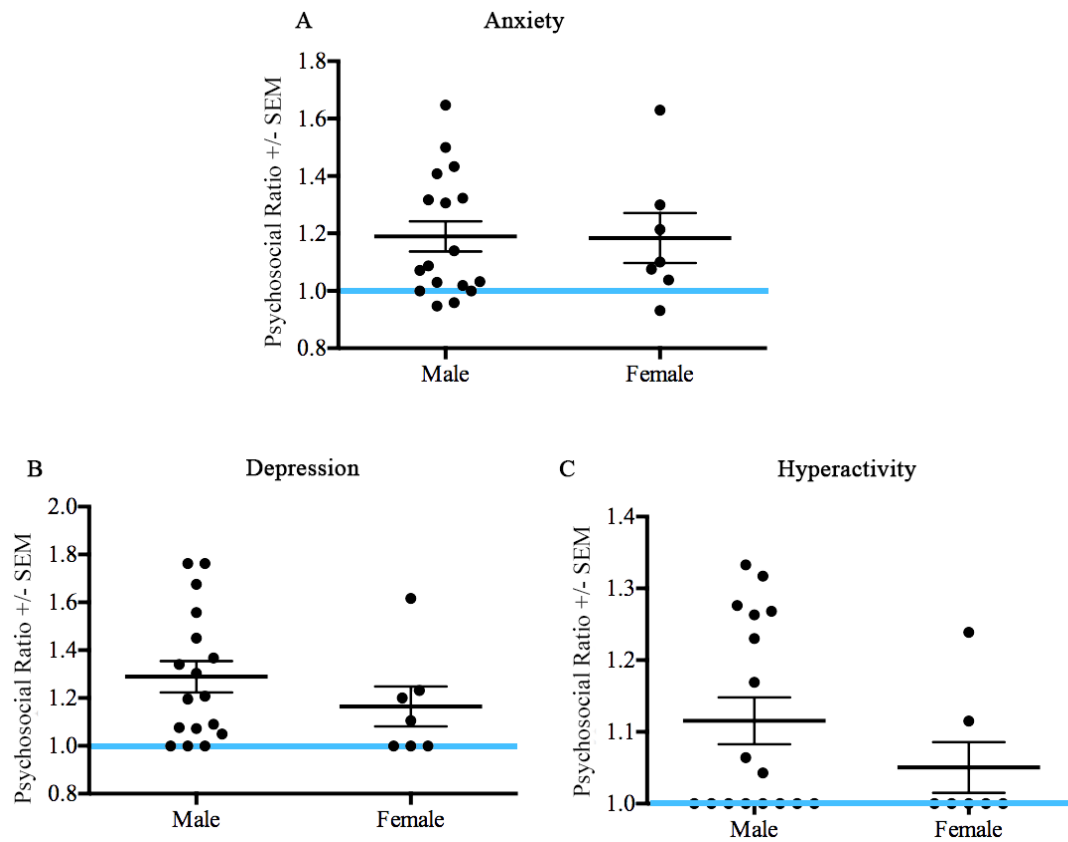 A Anxiety
Psychosocial Ratio +/- SEM
1.8
1.6
1.4
1.2
1.0
0.8
Male Female
B Depression
Psychosocial Ratio +/- SEM
2.0
1.8
1.6
1.4
1.2
1.0
0.8
Male Female
C Hyperactivity
Psychosocial Ratio +/- SEM
1.4
1.3
1.2
1.1
1.0
Male Female